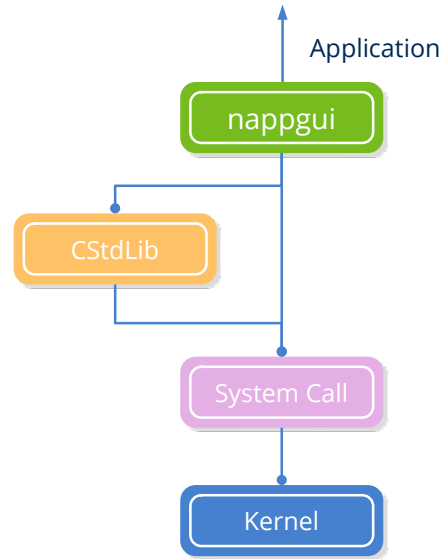 Application
nappgui
CStdLib
System Call
Kernel